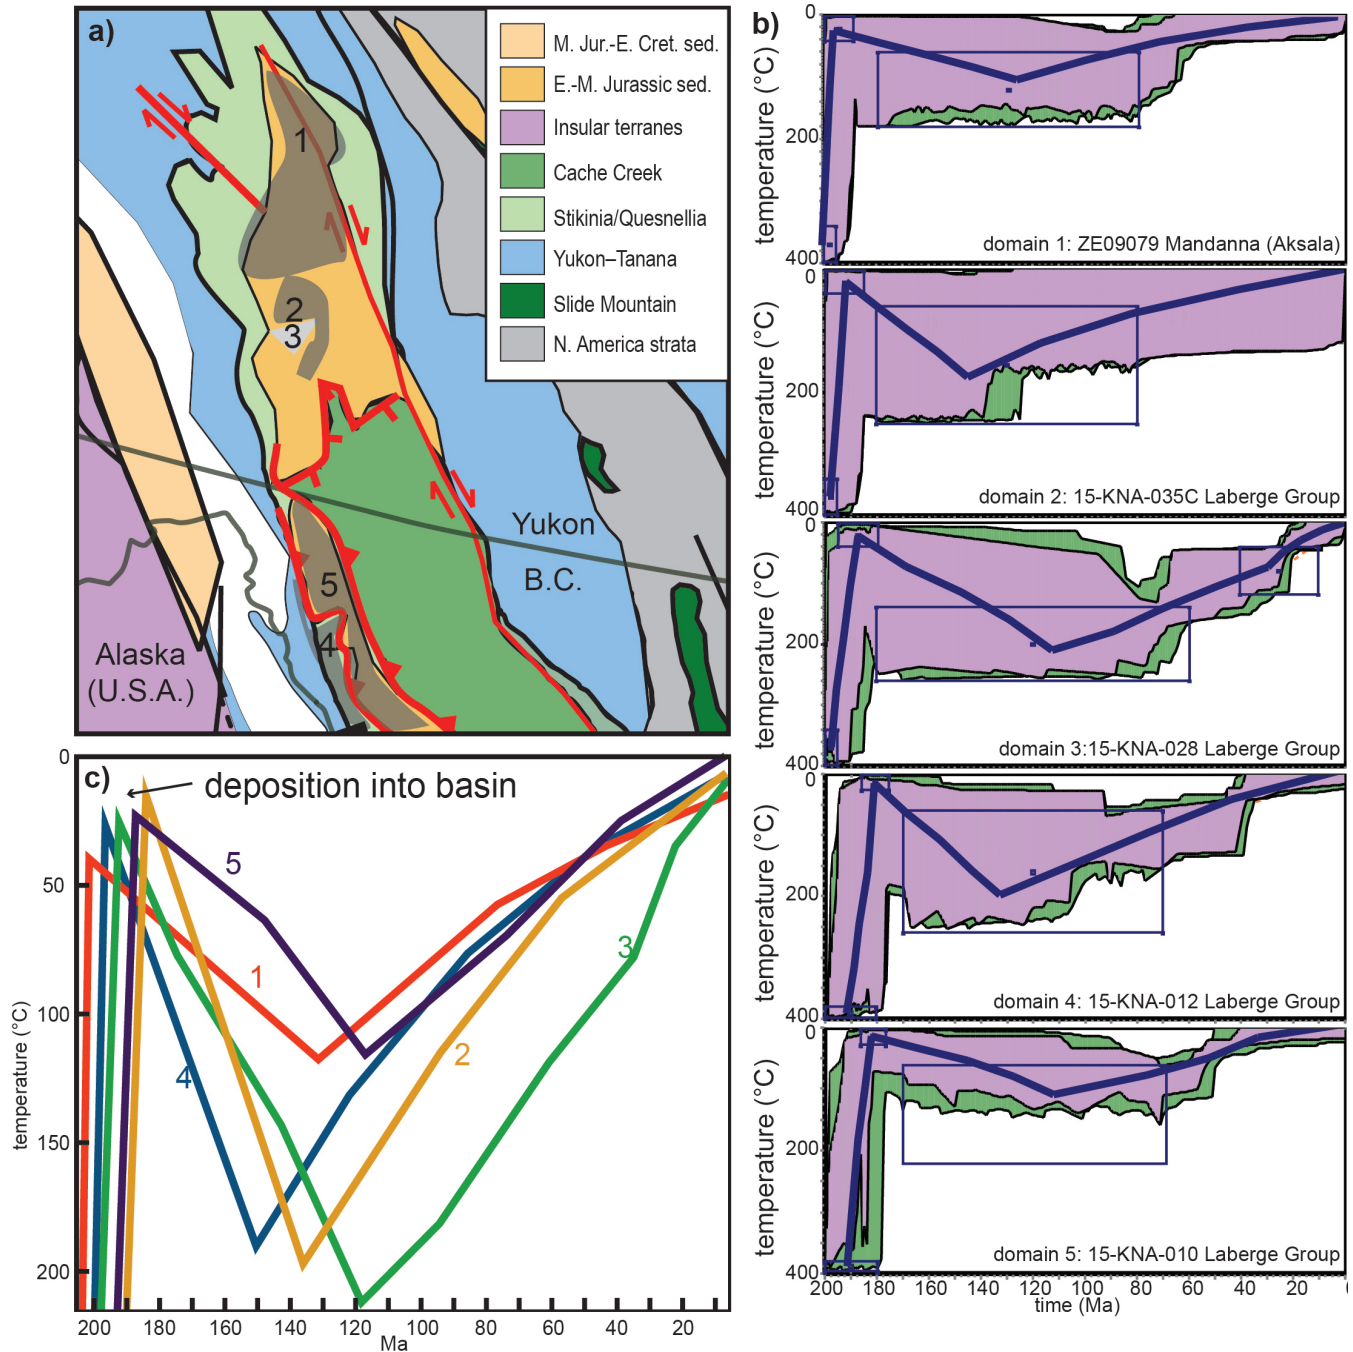 a)
M. Jur.-E. Cret. sed.
E.-M. Jurassic sed.
Insular terranes
Cache Creek
Stikinia/Quesnellia
Yukon–Tanana
Slide Mountain
N. America strata
1
2
3
Yukon
B.C.
5
4
Alaska
(U.S.A.)
b)
0
200
400
temperature (°C)
domain 1: ZE09079 Mandanna (Aksala)
0
200
400
temperature (°C)
domain 2: 15-KNA-035C Laberge Group
0
200
400
temperature (°C)
domain 3:15-KNA-028 Laberge Group
0
200
400
temperature (°C)
domain 4: 15-KNA-012 Laberge Group
0
200
400
temperature (°C)
domain 5: 15-KNA-010 Laberge Group
200 180 160 140 120 100 80 60 40 20 0
time (Ma)
c)
deposition into basin
0
50
100
150
200
temperature (°C)
5
1
3
2
4
200 180 160 140 120 100 80 60 40 20
Ma